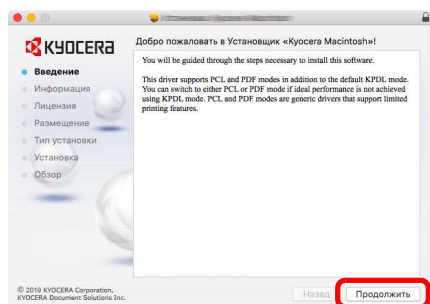 KYOCERA
Добро пожаловать в Установщик «Kyocera Macintosh»!
Введение
Информация
Лицензия
Размещение
Тип установки
Установка
Обзор
You will be guided through the steps necessary to install this software.
This driver supports PCL and PDF modes in addition to the default KPDL mode.
You can switch to either PCL or PDF mode if ideal performance is not achieved
using KPDL mode. PCL and PDF modes are generic drivers that support limited
printing features.
© 2019 KYOCERA Corporation,
KYOCERA Document Solutions Inc.
Назад
Продолжить